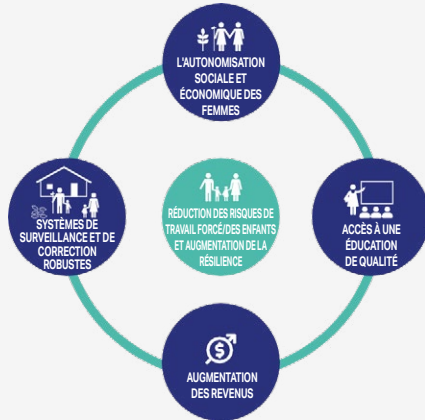 L'AUTONOMISATION
SOCIALE ET
ÉCONOMIQUE DES
FEMMES
SYSTÈMES DE
SURVEILLANCE ET DE
CORRECTION
ROBUSTES
RÉDUCTION DES RISQUES DE
TRAVAIL FORCÉ/DES ENFANTS
ET AUGMENTATION DE LA
RÉSILIENCE
ACCÈS À UNE
ÉDUCATION
DE QUALITÉ
$
AUGMENTATION
DES REVENUS